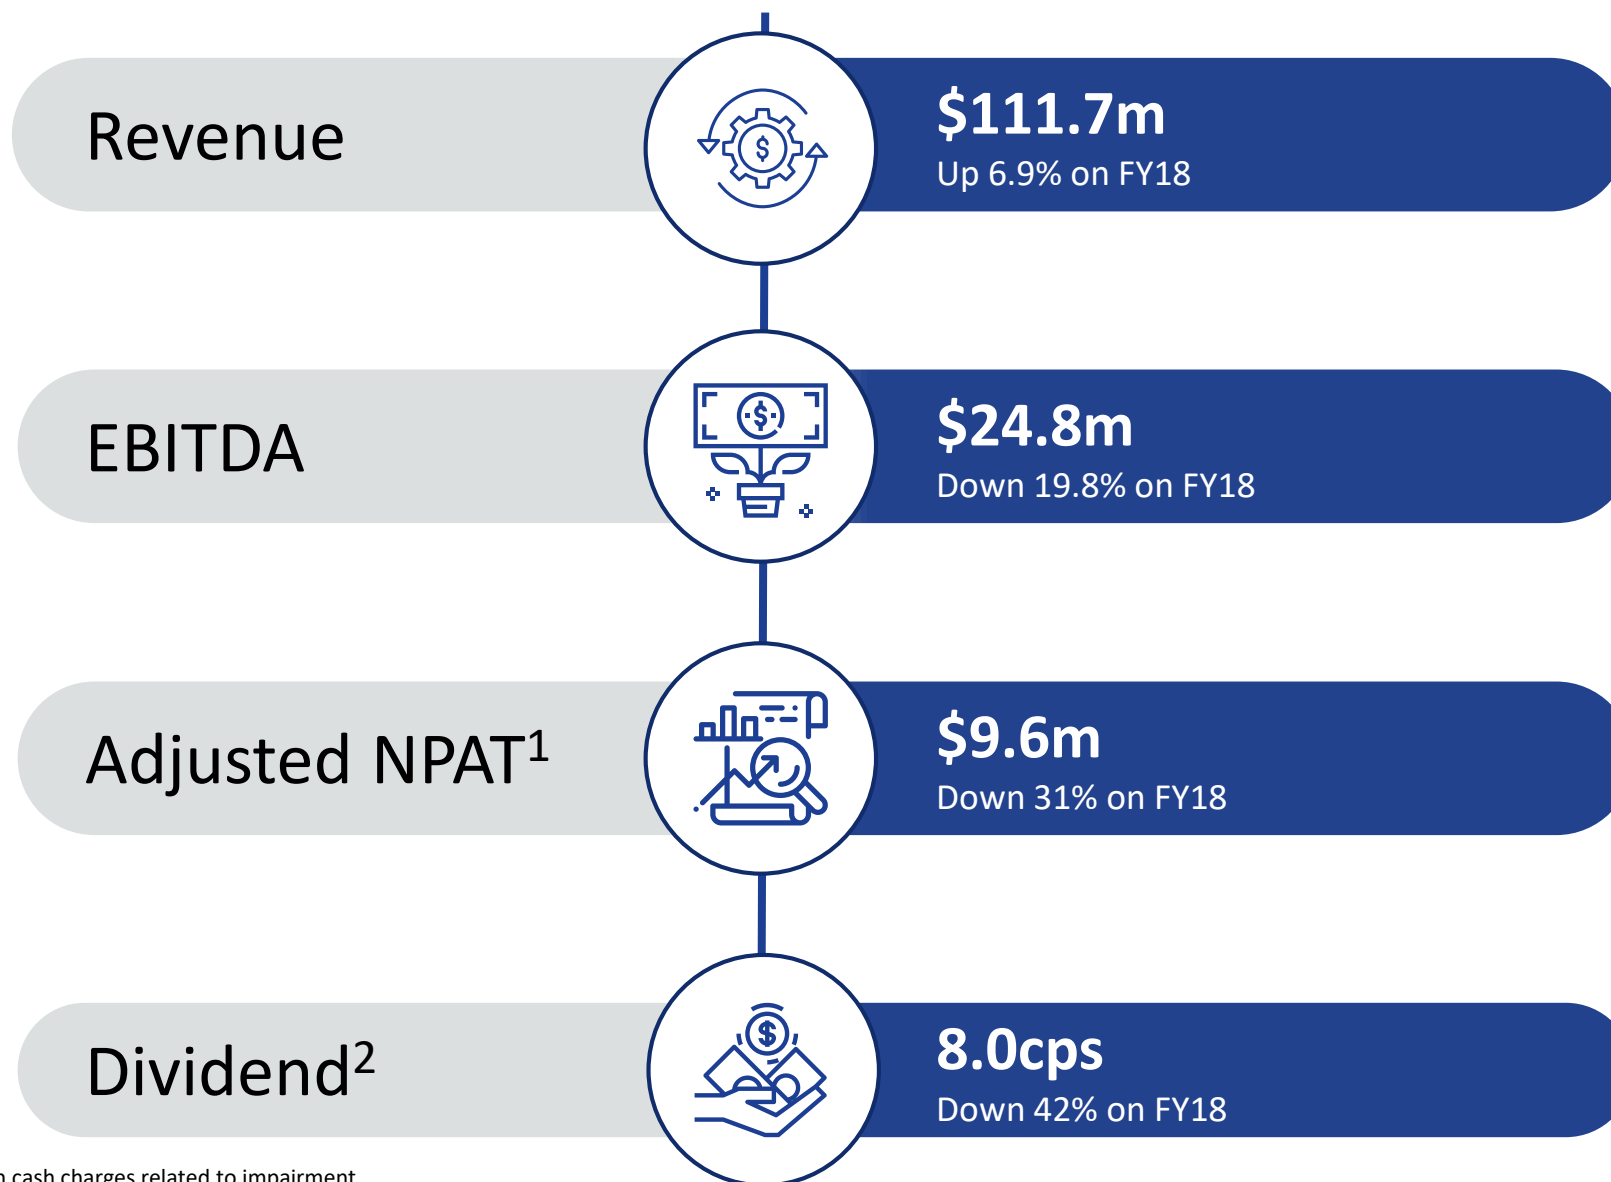 Revenue
$111.7m
Up 6.9% on FY18
EBITDA
$24.8m
Down 19.8% on FY18
Adjusted NPAT¹
$9.6m
Down 31% on FY18
Dividend²
8.0cps
Down 42% on FY18
cash charges related to impairment